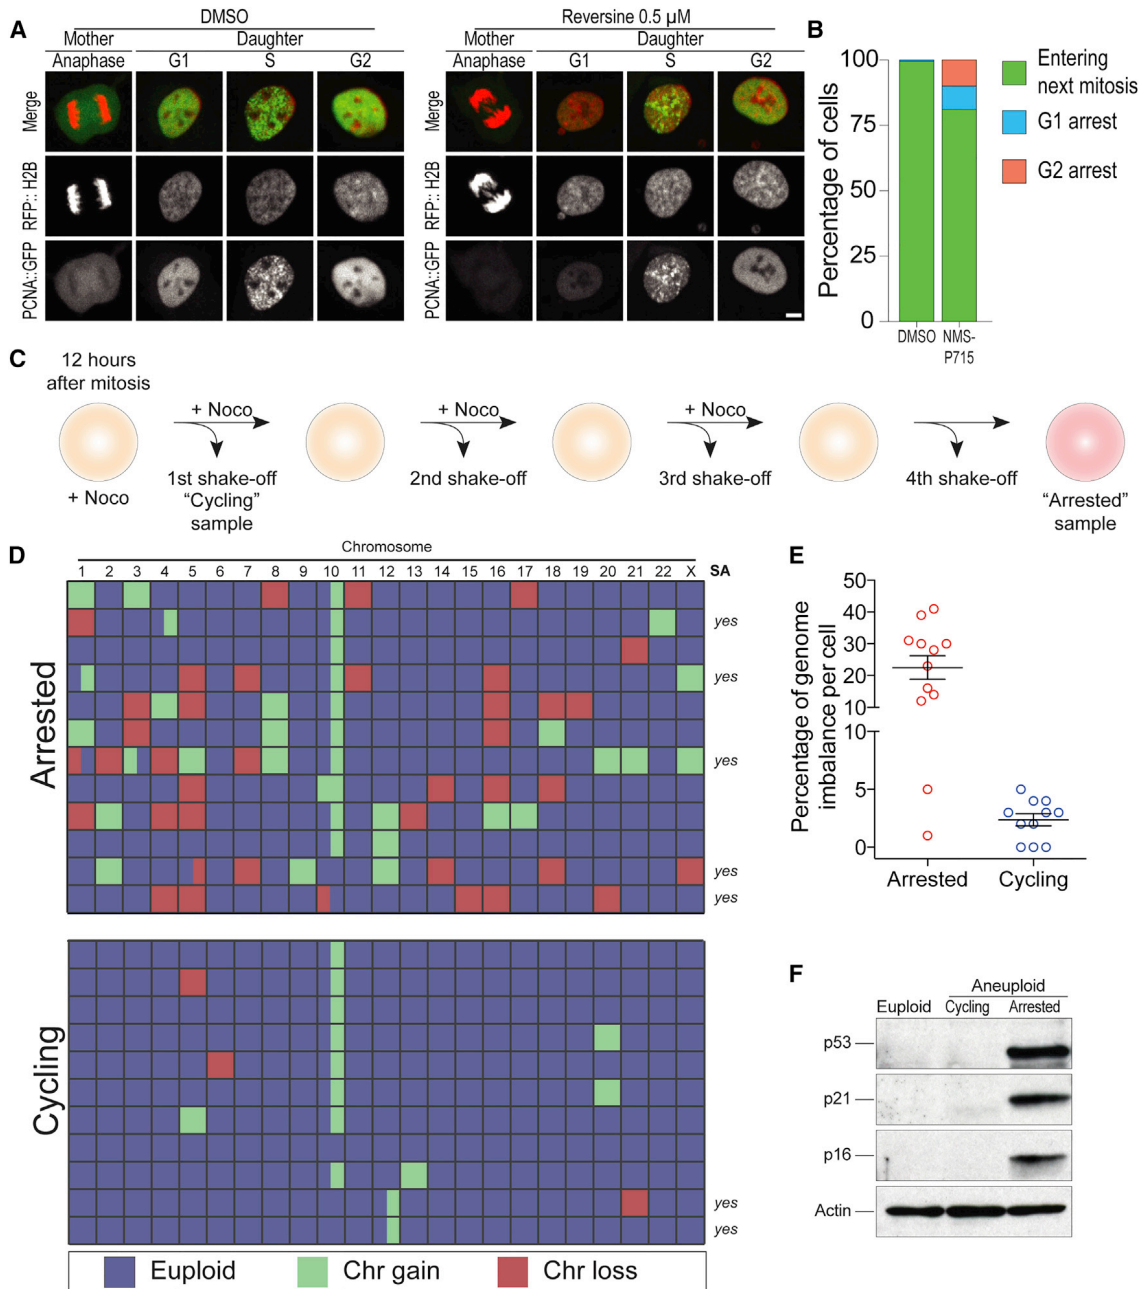 A
DMSO
Mother
Daughter
Anaphase
G1
S
G2
Merge
RFP:: H2B
PCNA::GFP
Reversine 0.5 µM
Mother
Daughter
Anaphase
G1
S
G2
Merge
RFP:: H2B
PCNA::GFP
B
Percentage of cells
100
75
50
25
0
DMSO
NMS-
P715
Entering
next mitosis
G1 arrest
G2 arrest
C
12 hours
after mitosis
+ Noco
+ Noco
1st shake-off
“Cycling”
sample
+ Noco
2nd shake-off
+ Noco
3rd shake-off
4th shake-off
“Arrested”
sample
D
Chromosome
1 2 3 4 5 6 7 8 9 10 12 13 11 14 15 16 17 18 19 20 21 22 X SA
Arrested
yes
yes
yes
yes
yes
Cycling
yes
yes
Euploid
Chr gain
Chr loss
E
Percentage of genome
imbalance per cell
50
40
30
20
10
10
5
0
Arrested
Cycling
F
Aneuploid
Euploid
Cycling
Arrested
p53
p21
p16
Actin